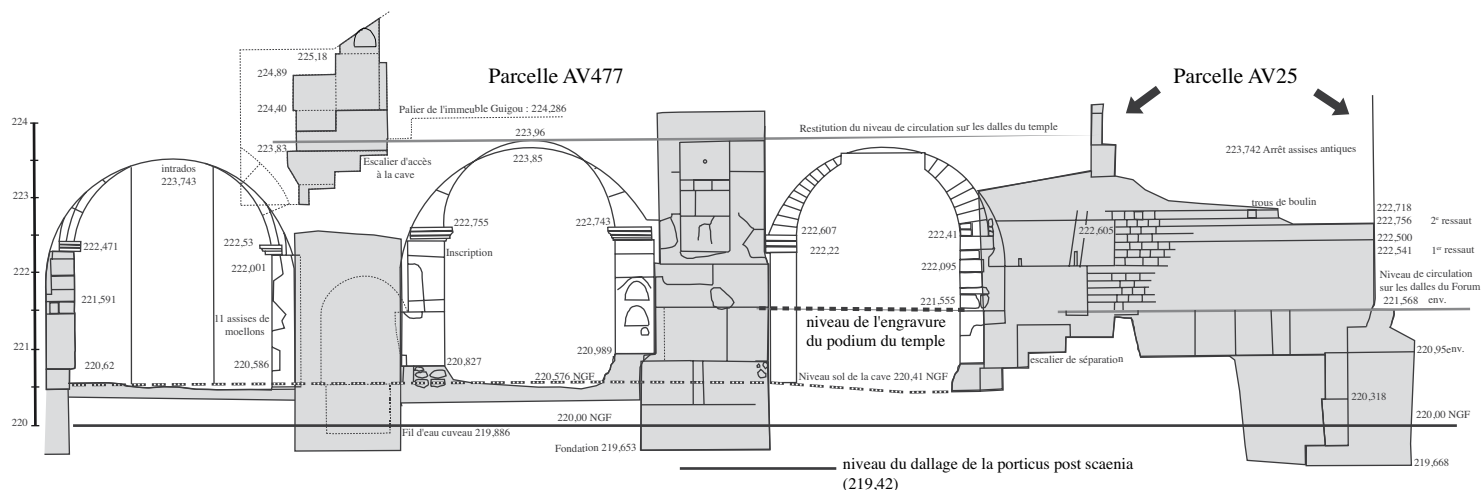 225,18
224,89
224,40
223,83
Parcelle AV477
Parcelle AV25
Palier de l'immeuble Guigou : 224,286
Escalier d'accès
à la cave
223,96
223,85
Restitution du niveau de circulation sur les dalles du temple
223,742 Arrêt assises antiques
224
223
222
221
220
intrados
223,743
222,471
222,53
222,001
221,591
11 assises de
moellons
220,62
220,586
222,755
222,743
Inscription
220,827
220,989
220,576 NGF
222,607
222,22
222,41
222,095
221,555
niveau de l'engravure
du podium du temple
Niveau sol de la cave 220,41 NGF
escalier de séparation
222,605
trous de boulin
222,718
222,756
2e ressaut
222,500
222,541
1er ressaut
Niveau de circulation
sur les dalles du Forum
221,568
env.
220,95env.
220,318
220,00 NGF
220,00 NGF
Fil d'eau cuveau 219,886
Fondation 219,653
219,668
niveau du dallage de la porticus post scaenia
(219,42)